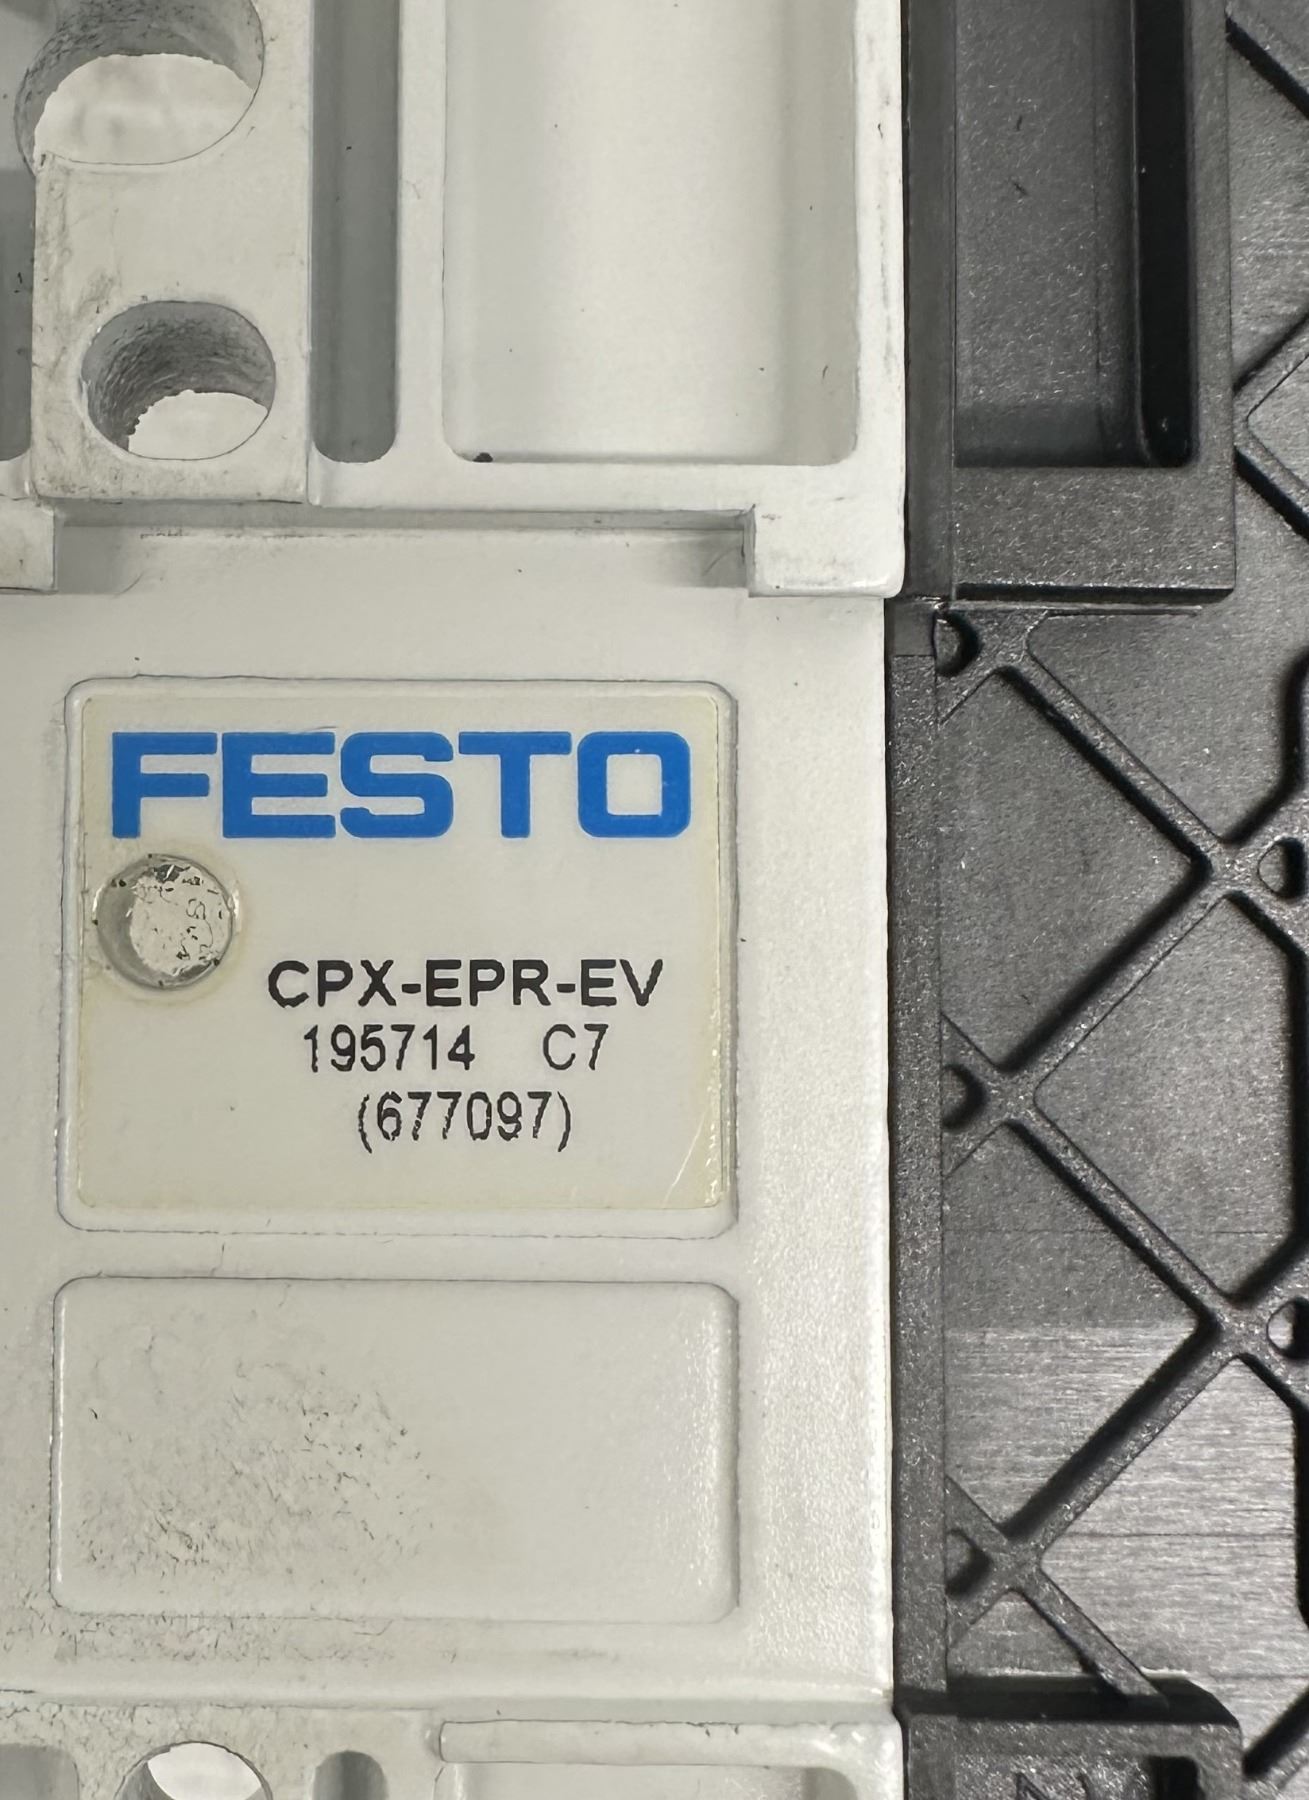 FESTO
CPX-EPR-EV
195714 C7
(677097)